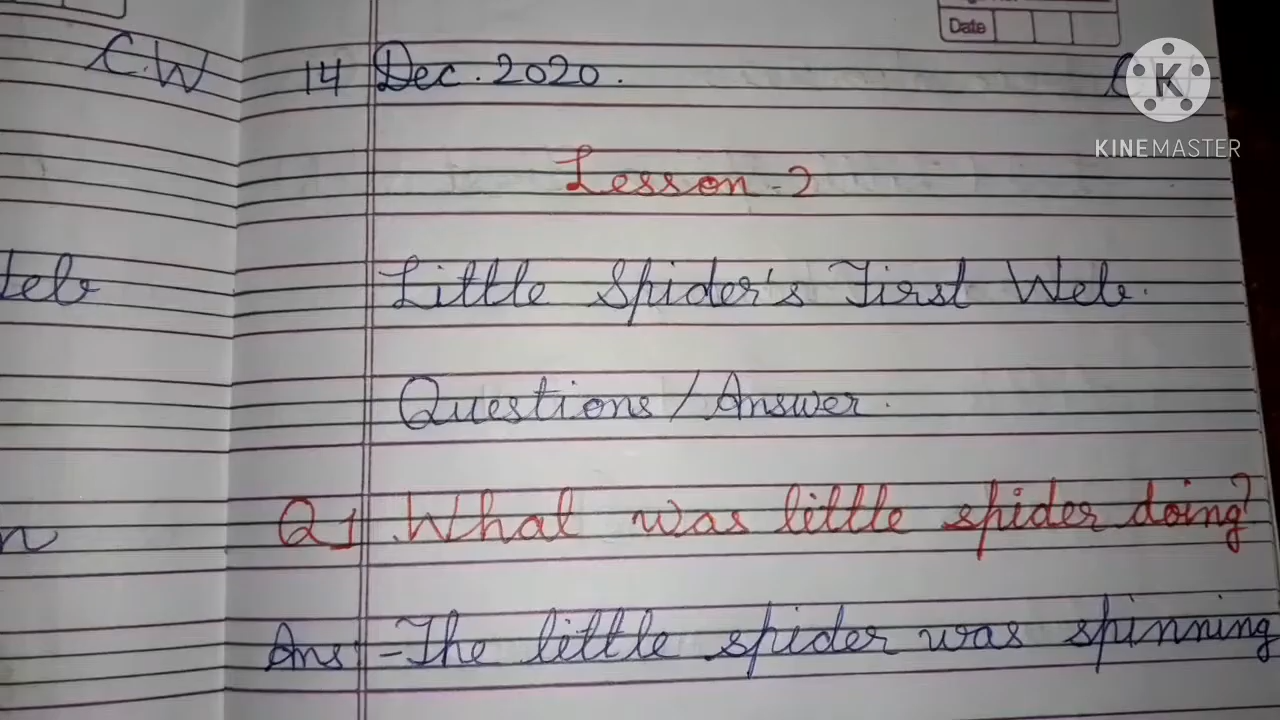 Date
C.W 14 Dec. 2020.
KINEMASTER
Lesson - 2
Little Spider's First Web.
Questions/Answer.
Q1 What was little spider doing?
Ans:- The little spider was spinning